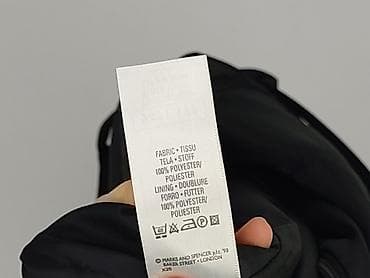 FABRIC • TISSU
TELA • STOFF
100% POLYESTER/
POLIESTER
LINING • DOUBLURE
FORRO • FUTTER
100% POLYESTER/
POLIESTER
© MARKS AND SPENCER p.l.c.
BAKER STREET • LONDON